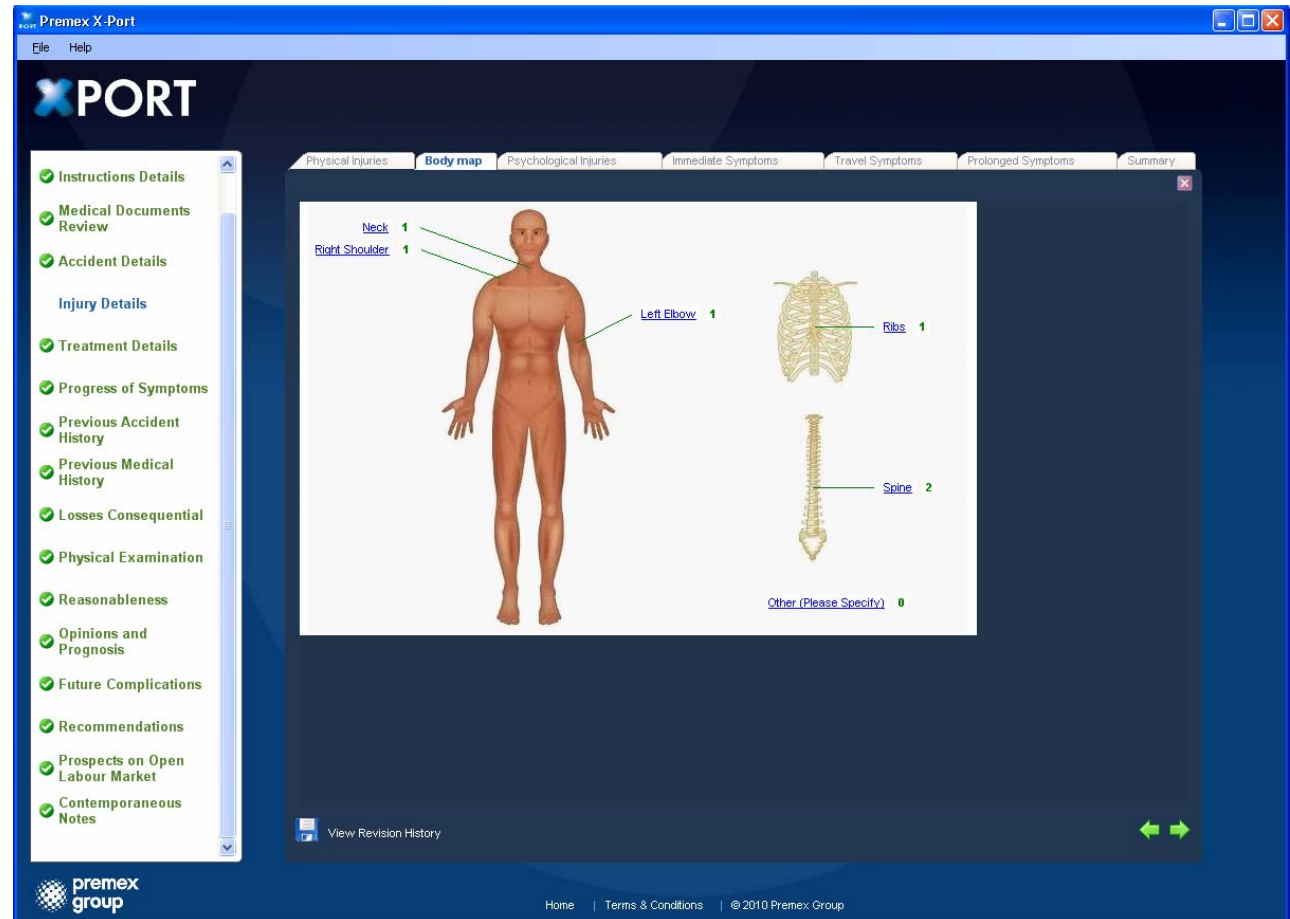 Premex X-Port
File Help
XPORT
Instructions Details
Medical Documents
Review
Accident Details
Injury Details
Treatment Details
Progress of Symptoms
Previous Accident
History
Previous Medical
History
Losses Consequential
Physical Examination
Reasonableness
Opinions and
Prognosis
Future Complications
Recommendations
Prospects on Open
Labour Market
Contemporaneous
Notes
Physical Injuries Body map Psychological Injuries Immediate Symptoms Travel Symptoms Prolonged Symptoms Summary
Neck 1
Right Shoulder 1
Left Elbow 1
Ribs 1
Spine 2
Other (Please Specify) 0
View Revision History
premex
group
Home | Terms & Conditions | © 2010 Premex Group